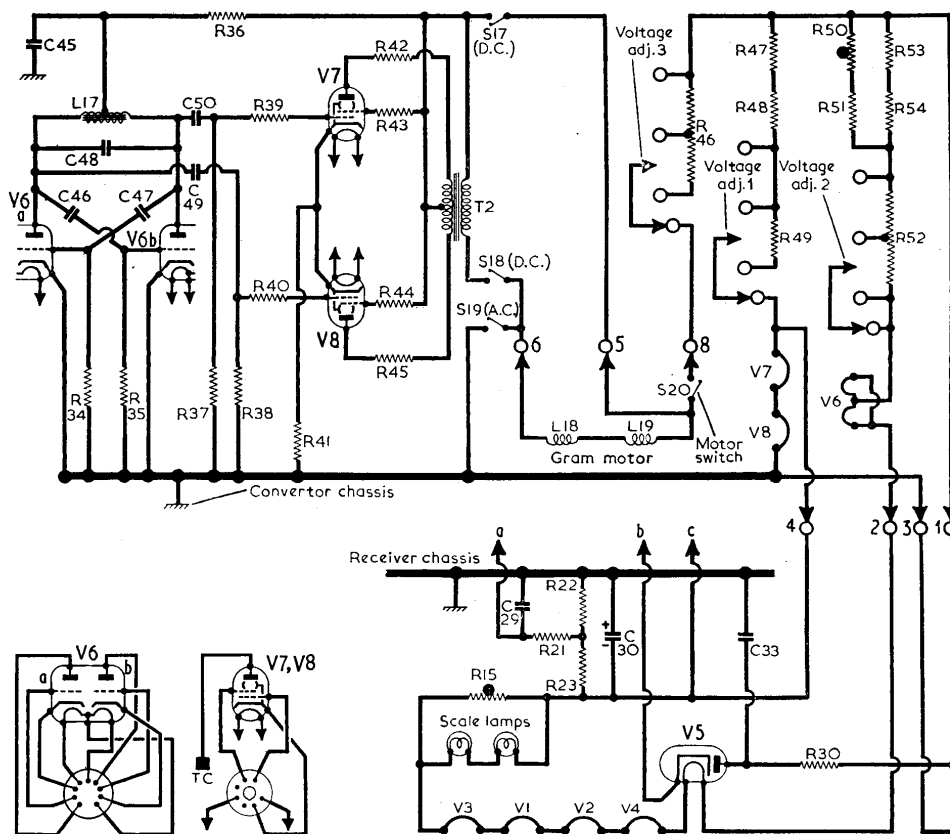 C45
R36
R42
S17
(D.C.)
Voltage
adj.3
R47
R50
R53
V7
L17
C50
R39
R43
R
46
R48
R51
R54
C48
C
49
T2
Voltage
adj.1
Voltage
adj. 2
V6
a
C46
C47
V6b
R49
R52
S18(D.C.)
R40
R44
S19(A.C.)
V8
R45
6
5
8
V7
S20
V6
R
34
R
35
R37
R38
R41
L18
L19
Gram motor
Motor
switch
V8
Convertor chassis
4
2
3
1
a
b
c
Receiver chassis
R22
C
29
R21
+
-
C
30
C33
R23
V6
a
b
V7,V8
R15
Scale lamps
V5
R30
TC
V3
V1
V2
V4